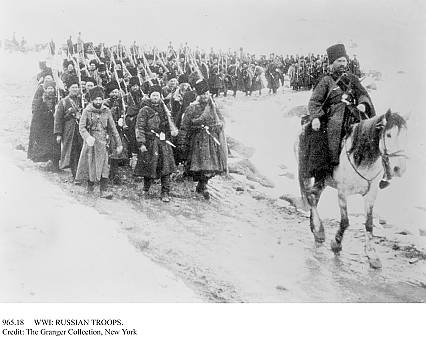 965.18 WWI: RUSSIAN TROOPS.
Credit: The Granger Collection, New York